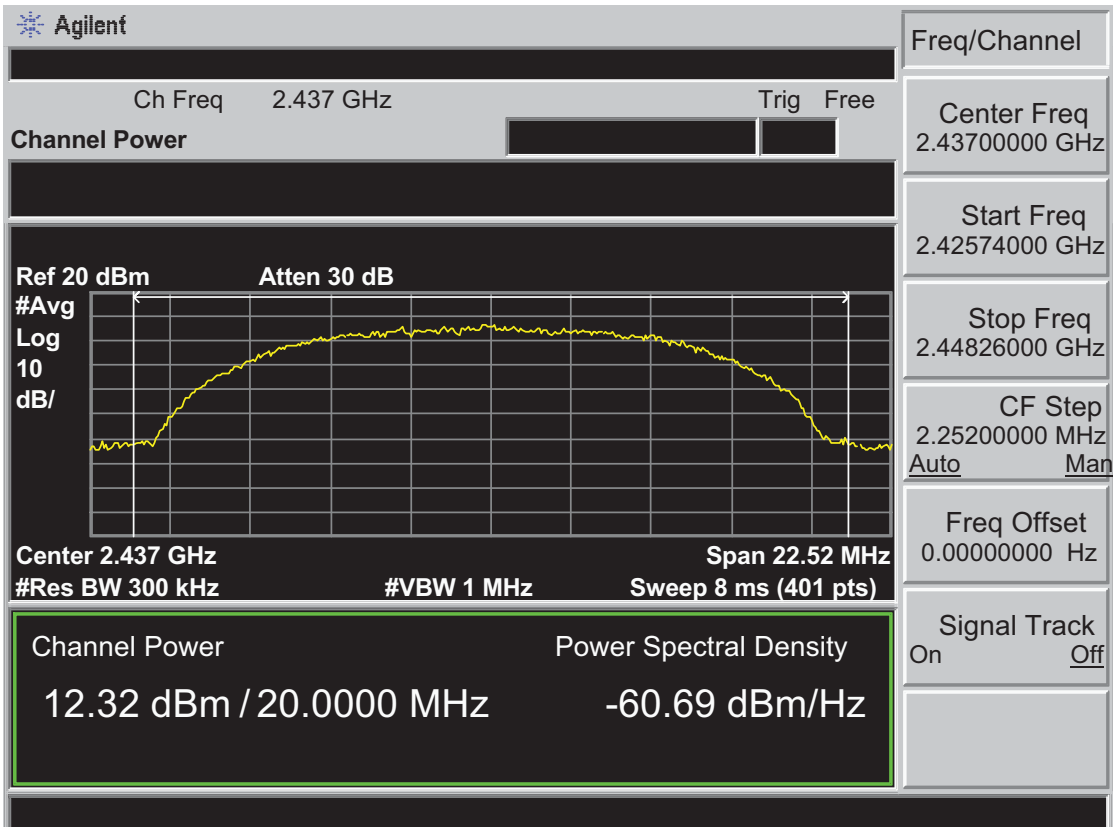 Agilent
Freq/Channel
Ch Freq 2.437 GHz Trig Free
Channel Power
Center Freq
2.43700000 GHz
Start Freq
2.42574000 GHz
Stop Freq
2.44826000 GHz
CF Step
2.25200000 MHz
Auto Man
Freq Offset
0.00000000 Hz
Signal Track
On Off
Ref 20 dBm Atten 30 dB
#Avg
Log
10
dB/
Center 2.437 GHz Span 22.52 MHz
#Res BW 300 kHz #VBW 1 MHz Sweep 8 ms (401 pts)
Channel Power Power Spectral Density
12.32 dBm / 20.0000 MHz -60.69 dBm/Hz